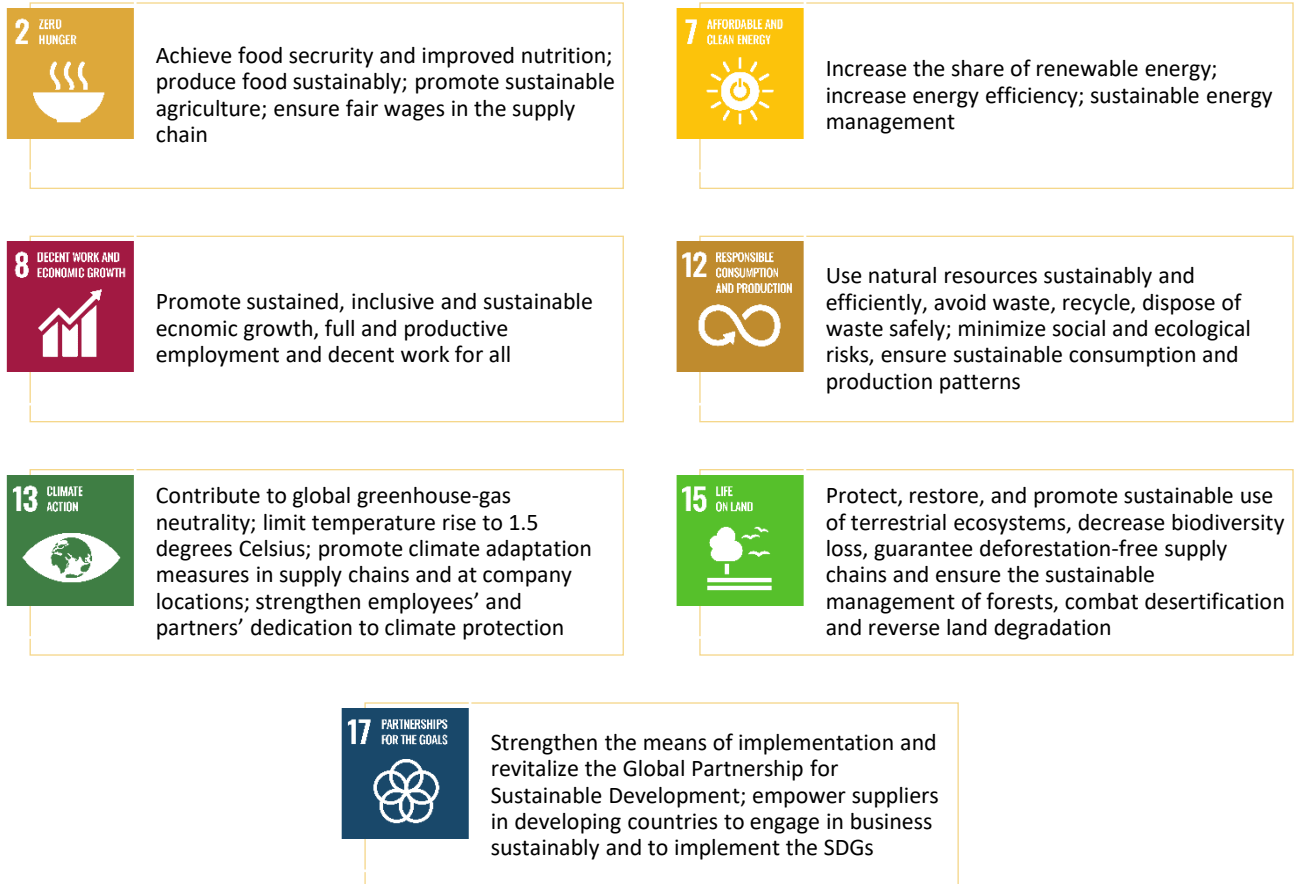 2 ZERO
HUNGER
Achieve food secrurity and improved nutrition;
produce food sustainably; promote sustainable
agriculture; ensure fair wages in the supply
chain
7 AFFORDABLE AND
CLEAN ENERGY
Increase the share of renewable energy;
increase energy efficiency; sustainable energy
management
8 DECENT WORK AND
ECONOMIC GROWTH
Promote sustained, inclusive and sustainable
ecnomic growth, full and productive
employment and decent work for all
12 RESPONSIBLE
CONSUMPTION
AND PRODUCTION
Use natural resources sustainably and
efficiently, avoid waste, recycle, dispose of
waste safely; minimize social and ecological
risks, ensure sustainable consumption and
production patterns
13 CLIMATE
ACTION
Contribute to global greenhouse-gas
neutrality; limit temperature rise to 1.5
degrees Celsius; promote climate adaptation
measures in supply chains and at company
locations; strengthen employees’ and
partners’ dedication to climate protection
15 LIFE
ON LAND
Protect, restore, and promote sustainable use
of terrestrial ecosystems, decrease biodiversity
loss, guarantee deforestation-free supply
chains and ensure the sustainable
management of forests, combat desertification
and reverse land degradation
17 PARTNERSHIPS
FOR THE GOALS
Strengthen the means of implementation and
revitalize the Global Partnership for
Sustainable Development; empower suppliers
in developing countries to engage in business
sustainably and to implement the SDGs